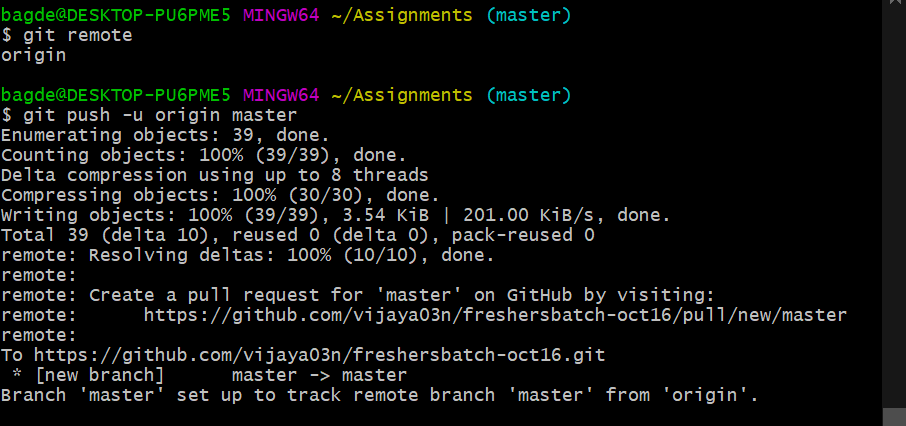 bagde@DESKTOP-PU6PME5 MINGW64 ~/Assignments (master)
$ git remote
origin
bagde@DESKTOP-PU6PME5 MINGW64 ~/Assignments (master)
$ git push -u origin master
Enumerating objects: 39, done.
Counting objects: 100% (39/39), done.
Delta compression using up to 8 threads
Compressing objects: 100% (30/30), done.
Writing objects: 100% (39/39), 3.54 KiB | 201.00 KiB/s, done.
Total 39 (delta 10), reused 0 (delta 0), pack-reused 0
remote: Resolving deltas: 100% (10/10), done.
remote:
remote: Create a pull request for 'master' on GitHub by visiting:
remote:      https://github.com/vijaya03n/freshersbatch-oct16/pull/new/master
remote:
To https://github.com/vijaya03n/freshersbatch-oct16.git
 * [new branch]      master -> master
Branch 'master' set up to track remote branch 'master' from 'origin'.